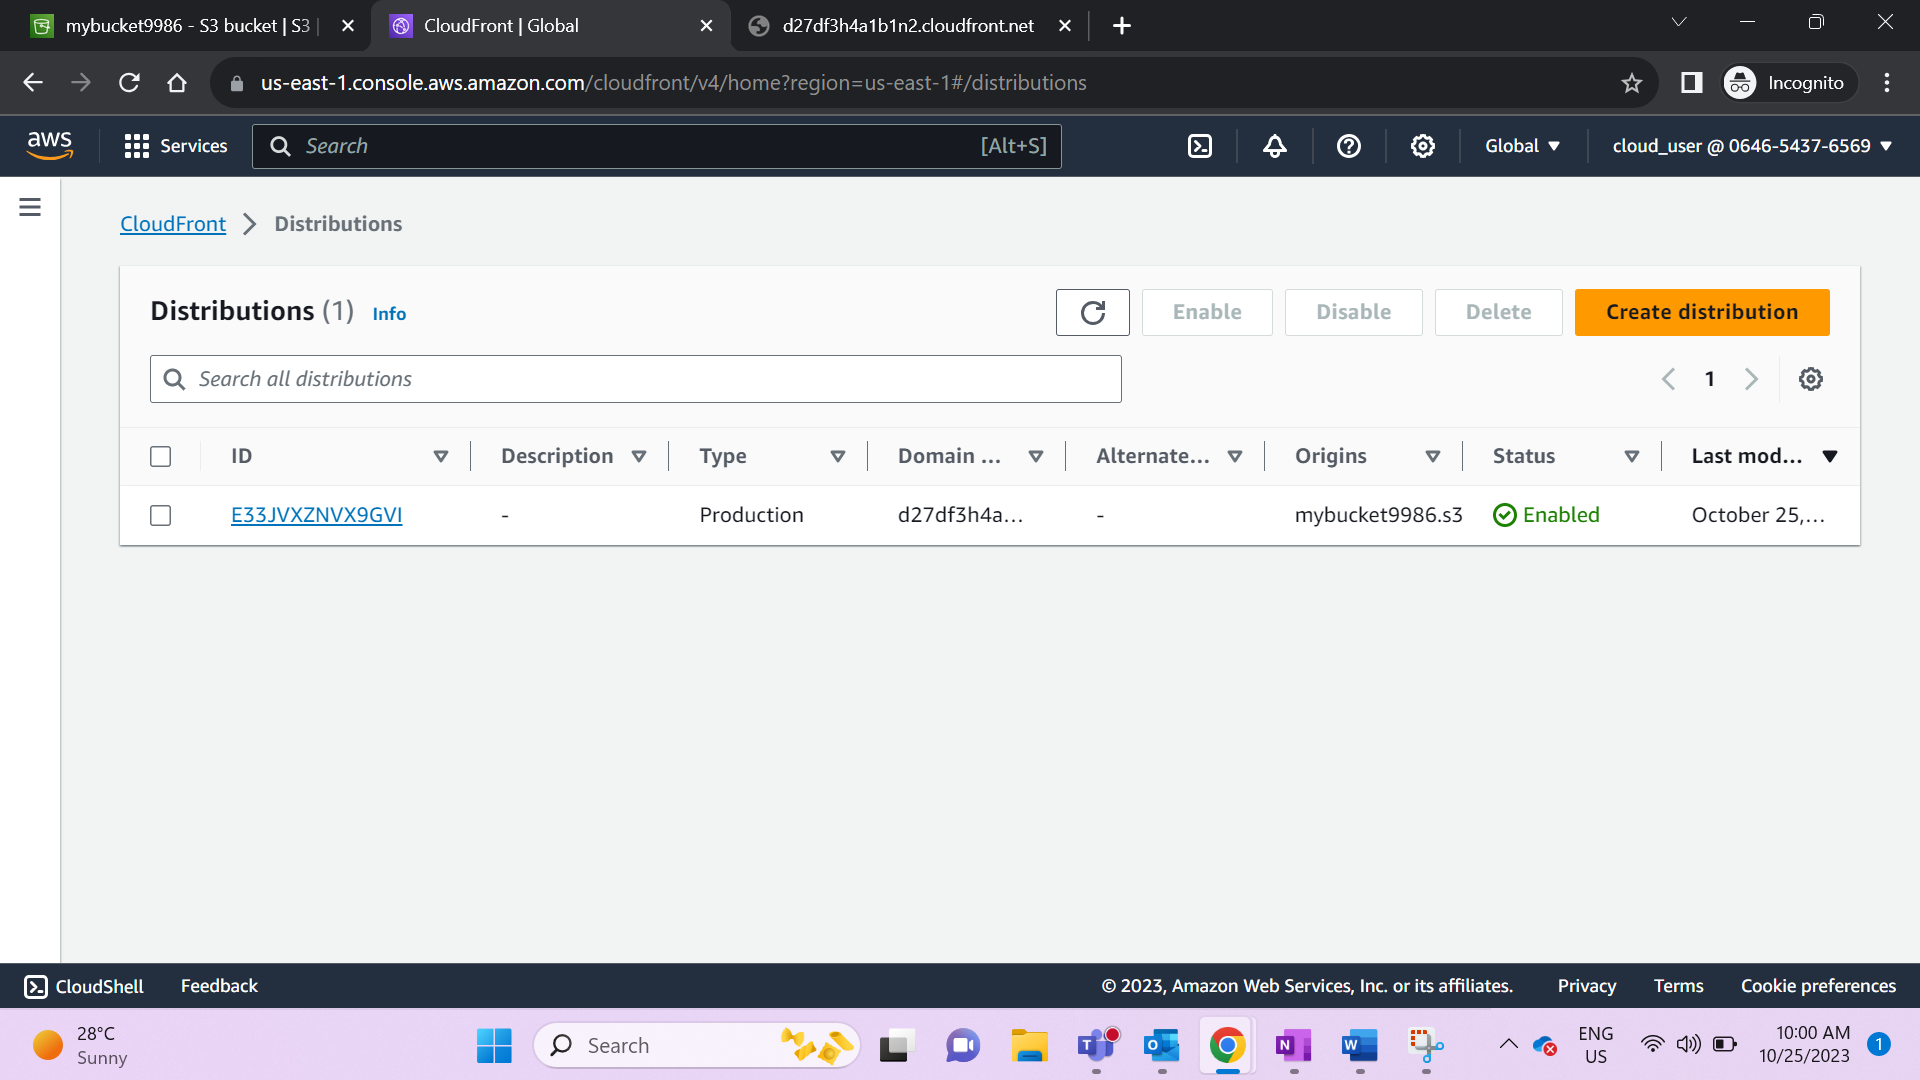 mybucket9986 - S3 bucket | S3 |
CloudFront | Global
d27df3h4a1b1n2.cloudfront.net
us-east-1.console.aws.amazon.com/cloudfront/v4/home?region=us-east-1#/distributions
Incognito
aws
Services
Search
[Alt+S]
Global
cloud_user @ 0646-5437-6569
CloudFront
Distributions
Distributions (1) Info
Enable
Disable
Delete
Create distribution
Search all distributions
1
ID Description Type Domain ... Alternate... Origins Status Last mod...
E33JVXZNVX9GVI - Production d27df3h4a... - mybucket9986.s3 Enabled October 25,...
CloudShell
Feedback
© 2023, Amazon Web Services, Inc. or its affiliates.
Privacy
Terms
Cookie preferences
28°C
Sunny
Search
T
O
N
W
ENG
US
10:00 AM
10/25/2023
1